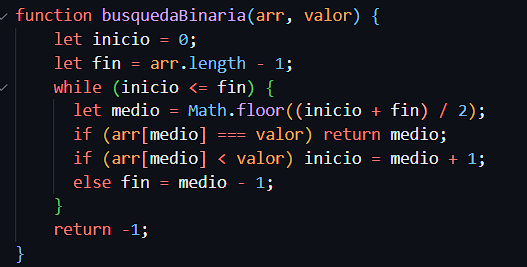 function busquedaBinaria(arr, valor) {
let inicio = 0;
let fin = arr.length - 1;
while (inicio <= fin) {
let medio = Math.floor((inicio + fin) / 2);
if (arr[medio] === valor) return medio;
if (arr[medio] < valor) inicio = medio + 1;
else fin = medio - 1;
}
return -1;
}